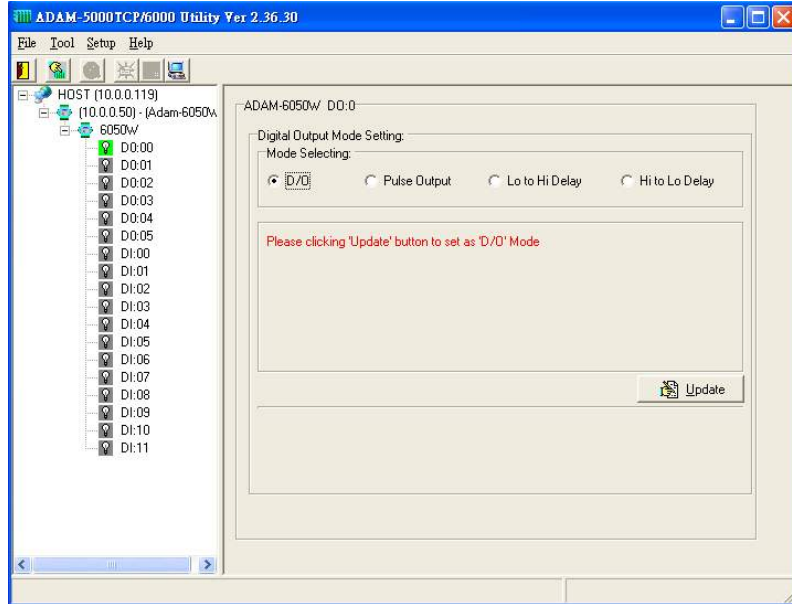 ADAM-5000TCP/6000 Utility Ver 2.36.30
File Tool Setup Help
HOST (10.0.0.119)
(10.0.0.50) - (Adam-6050W
6050W
DO:00
DO:01
DO:02
DO:03
DO:04
DO:05
DI:00
DI:01
DI:02
DI:03
DI:04
DI:05
DI:06
DI:07
DI:08
DI:09
DI:10
DI:11
ADAM-6050W DO:0
Digital Output Mode Setting:
Mode Selecting:
D/O Pulse Output Lo to Hi Delay Hi to Lo Delay
Please clicking 'Update' button to set as 'D/O' Mode
Update